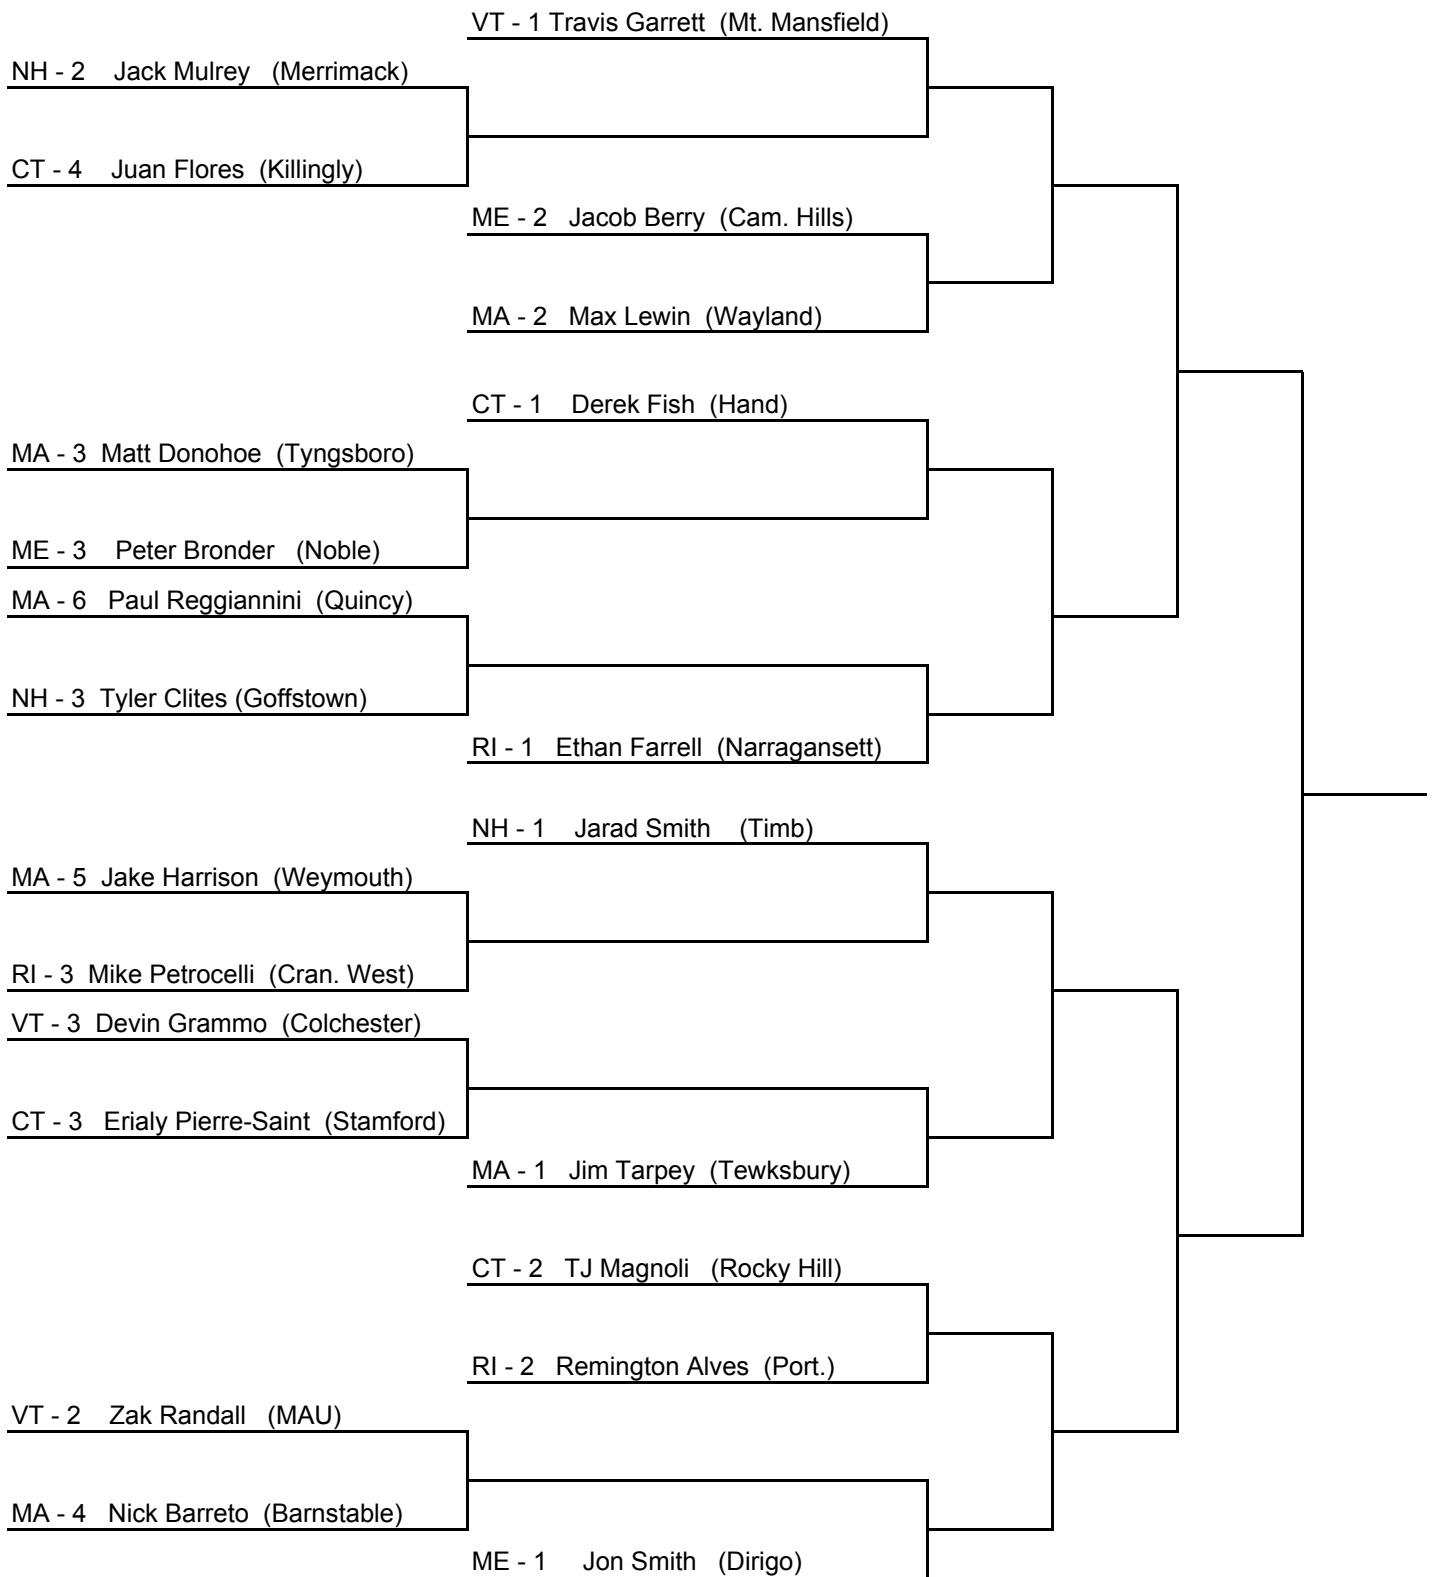 VT - 1 Travis Garrett (Mt. Mansfield)
NH - 2 Jack Mulrey (Merrimack)
CT - 4 Juan Flores (Killingly)
ME - 2 Jacob Berry (Cam. Hills)
MA - 2 Max Lewin (Wayland)
CT - 1 Derek Fish (Hand)
MA - 3 Matt Donohoe (Tyngsboro)
ME - 3 Peter Bronder (Noble)
MA - 6 Paul Reggiannini (Quincy)
NH - 3 Tyler Clites (Goffstown)
RI - 1 Ethan Farrell (Narragansett)
NH - 1 Jarad Smith (Timb)
MA - 5 Jake Harrison (Weymouth)
RI - 3 Mike Petrocelli (Cran. West)
VT - 3 Devin Grammo (Colchester)
CT - 3 Erialy Pierre-Saint (Stamford)
MA - 1 Jim Tarpey (Tewksbury)
CT - 2 TJ Magnoli (Rocky Hill)
RI - 2 Remington Alves (Port.)
VT - 2 Zak Randall (MAU)
MA - 4 Nick Barreto (Barnstable)
ME - 1 Jon Smith (Dirigo)